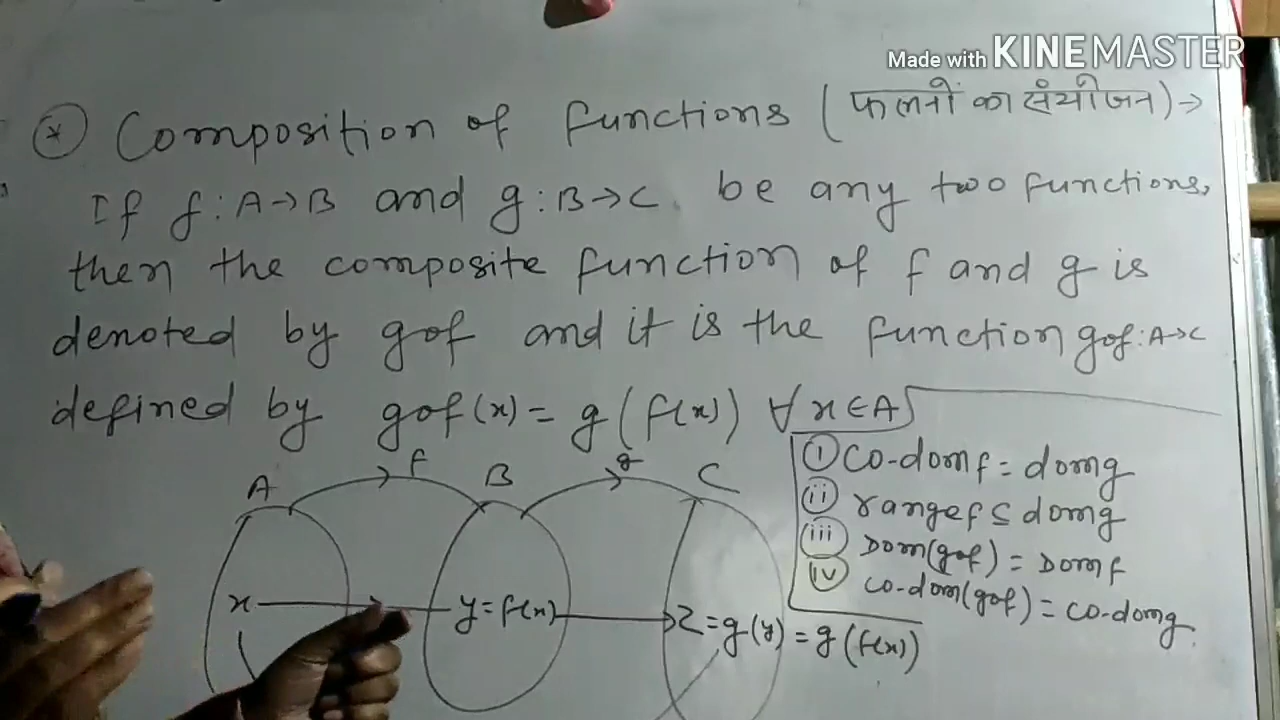 Made with KINEMASTER
* Composition of functions (फलनों का संयोजन) →
If f: A→B and g: B→C be any two functions,
then the composite function of f and g is
denoted by gof and it is the function gof: A→C
defined by gof(x) = g(f(x)) ∀ x ∈ A
(i) co-dom f = dom g
(ii) range f ⊆ dom g
(iii) Dom(gof) = Dom f
(iv) co-dom(gof) = co-dom g
A f B g C
x y = f(x) z = g(y) = g(f(x))